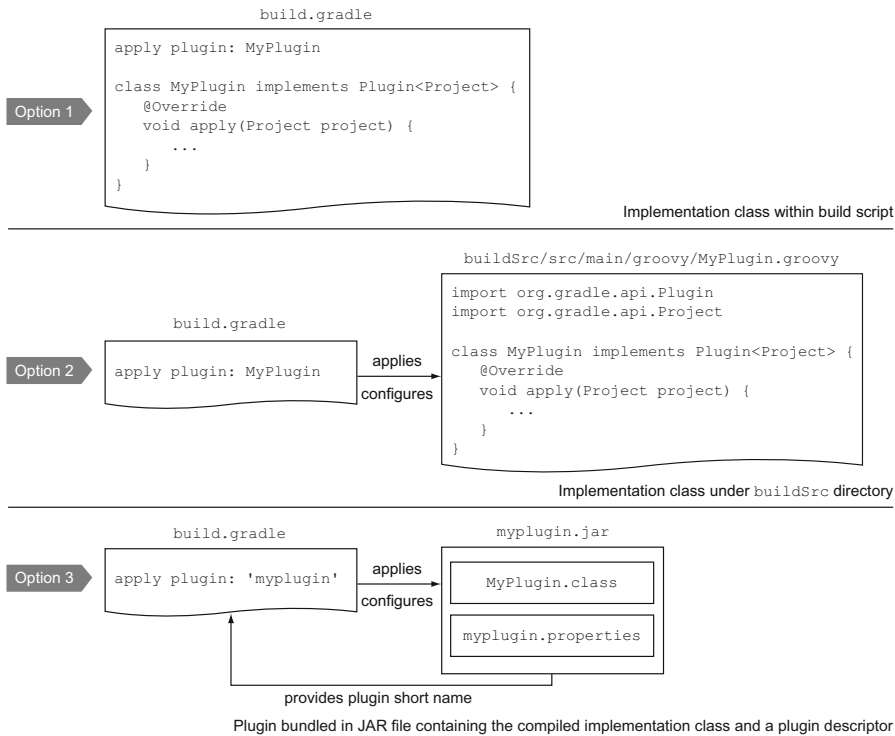 build.gradle
apply plugin: MyPlugin
class MyPlugin implements Plugin<Project> {
@Override
void apply(Project project) {
...
}
}
Option 1
Implementation class within build script
buildSrc/src/main/groovy/MyPlugin.groovy
import org.gradle.api.Plugin
import org.gradle.api.Project
class MyPlugin implements Plugin<Project> {
@Override
void apply(Project project) {
...
}
}
build.gradle
Option 2
apply plugin: MyPlugin
applies
configures
Implementation class under buildSrc directory
build.gradle
myplugin.jar
Option 3
apply plugin: 'myplugin'
applies
configures
MyPlugin.class
myplugin.properties
provides plugin short name
Plugin bundled in JAR file containing the compiled implementation class and a plugin descriptor